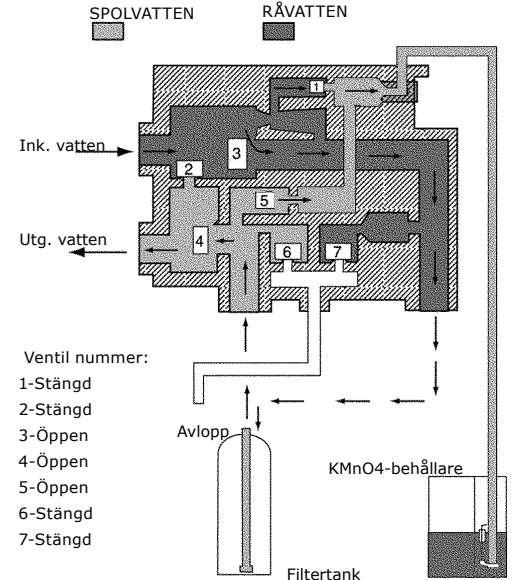 SPOLVATTEN
RÅVATTEN
1
Ink. vatten
3
2
5
Utg. vatten
4
6
7
Ventil nummer:
1-Stängd
2-Stängd
3-Öppen
4-Öppen
5-Öppen
6-Stängd
7-Stängd
Avlopp
KMnO4-behållare
Filtertank